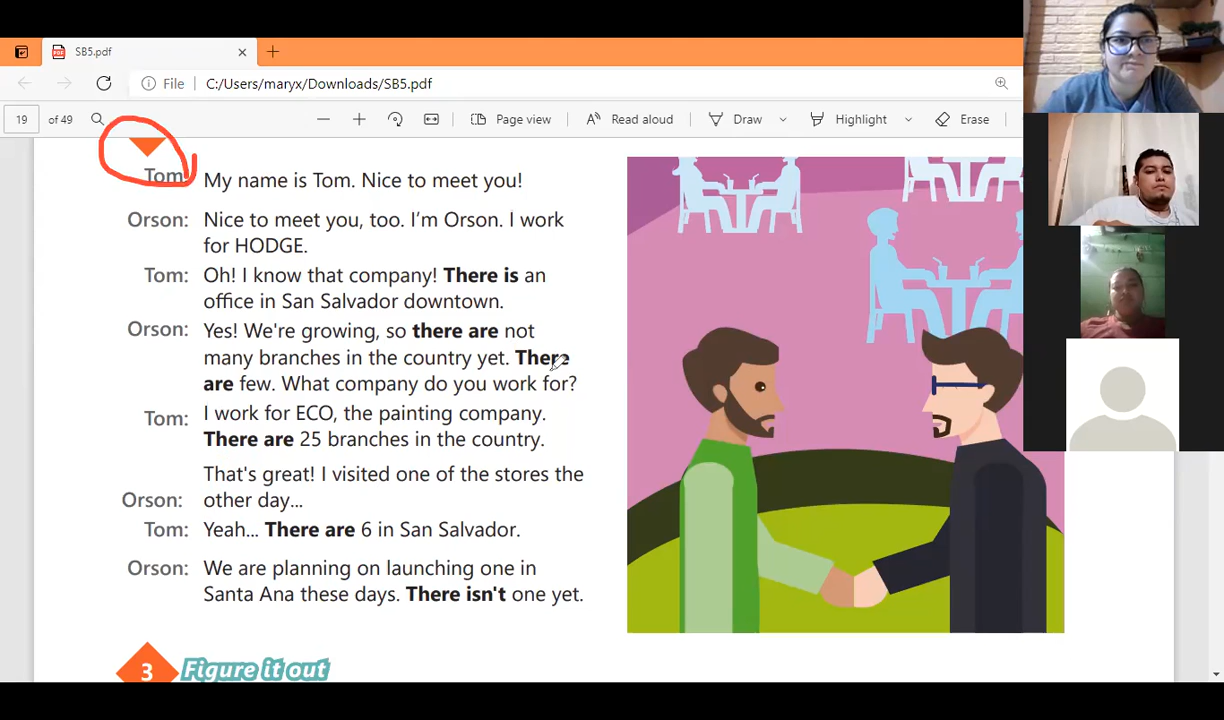 SB5.pdf
File C:/Users/maryx/Downloads/SB5.pdf
19 of 49 Page view Read aloud Draw Highlight Erase
Tom: My name is Tom. Nice to meet you!
Orson: Nice to meet you, too. I'm Orson. I work
for HODGE.
Tom: Oh! I know that company! There is an
office in San Salvador downtown.
Orson: Yes! We're growing, so there are not
many branches in the country yet. There
are few. What company do you work for?
Tom: I work for ECO, the painting company.
There are 25 branches in the country.
That's great! I visited one of the stores the
Orson: other day...
Tom: Yeah... There are 6 in San Salvador.
Orson: We are planning on launching one in
Santa Ana these days. There isn't one yet.
3 Figure it out